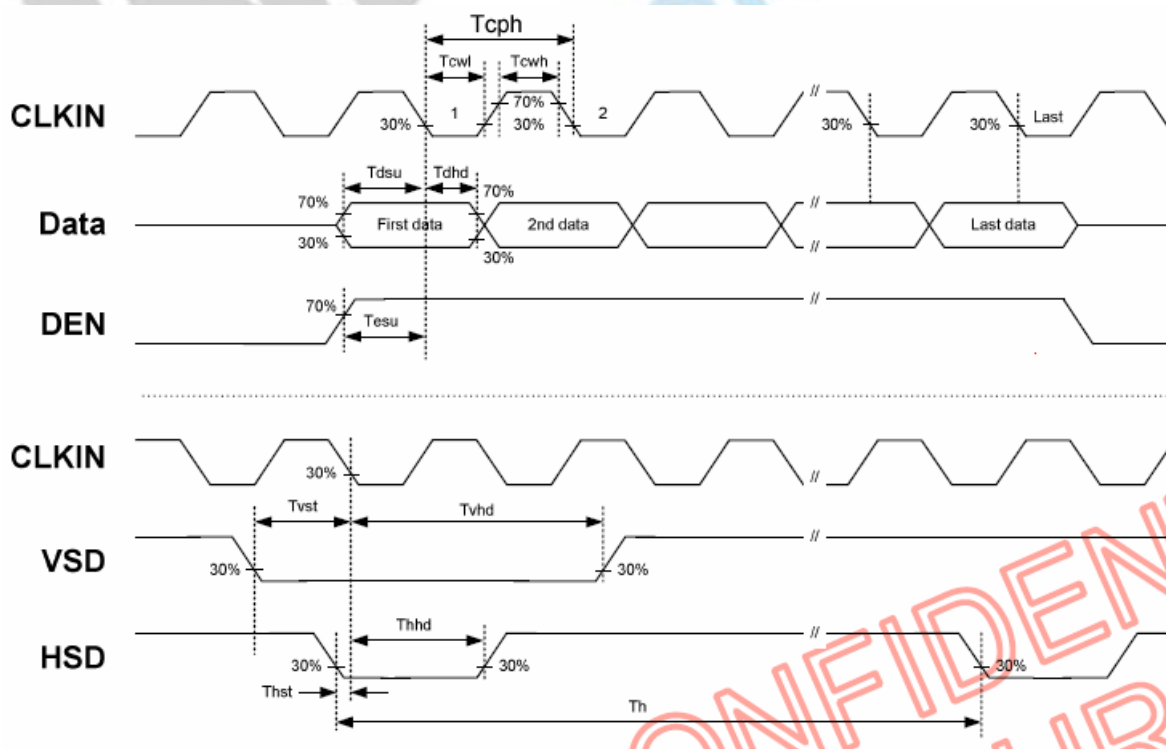 Tcph
Tcwl Tcwh
CLKIN 30% 1 70% 30% 2 // 30% 30% Last
Tdsu Tdhd
70% 70%
Data First data 2nd data // // Last data
30% 30%
70%
DEN Tesu //
CLKIN 30% //
Tvst Tvhd
VSD 30% 30% //
Thhd
HSD 30% 30% // 30%
Thst
Th